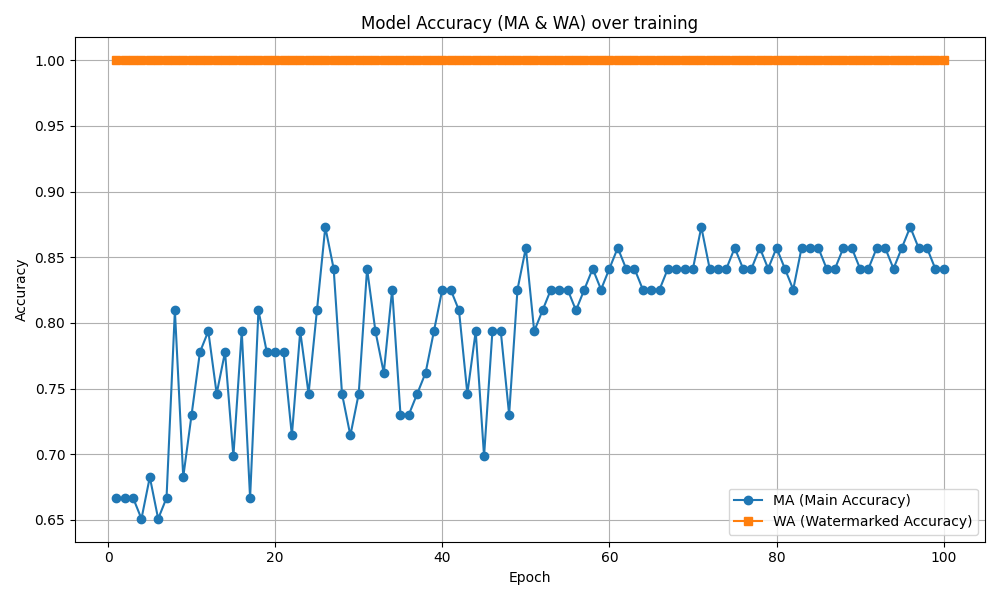 Model Accuracy (MA & WA) over training
1.00
0.95
0.90
0.85
0.80
0.75
0.70
0.65
Accuracy
MA (Main Accuracy)
WA (Watermarked Accuracy)
0 20 40 60 80 100
Epoch